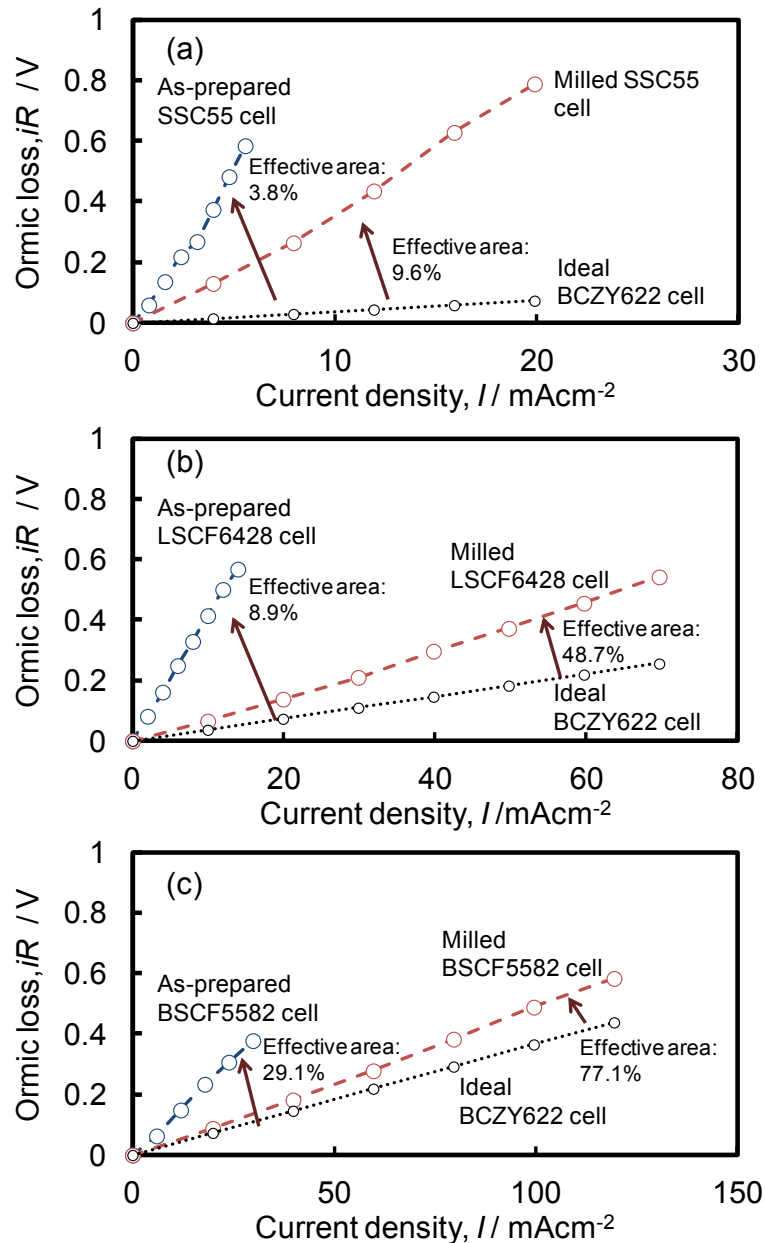 (a)
Ormic loss,iR / V
1
0.8
0.6
0.4
0.2
0
As-prepared
SSC55 cell
Milled SSC55
cell
Effective area:
3.8%
Effective area:
9.6%
Ideal
BCZY622 cell
0 10 20 30
Current density, I / mAcm-2
(b)
Ormic loss,iR / V
1
0.8
0.6
0.4
0.2
0
As-prepared
LSCF6428 cell
Milled
LSCF6428 cell
Effective area:
8.9%
Effective area:
48.7%
Ideal
BCZY622 cell
0 20 40 60 80
Current density, I /mAcm-2
(c)
Ormic loss,iR / V
1
0.8
0.6
0.4
0.2
0
Milled
BSCF5582 cell
As-prepared
BSCF5582 cell
Effective area:
29.1%
Effective area:
77.1%
Ideal
BCZY622 cell
0 50 100 150
Current density, I / mAcm-2